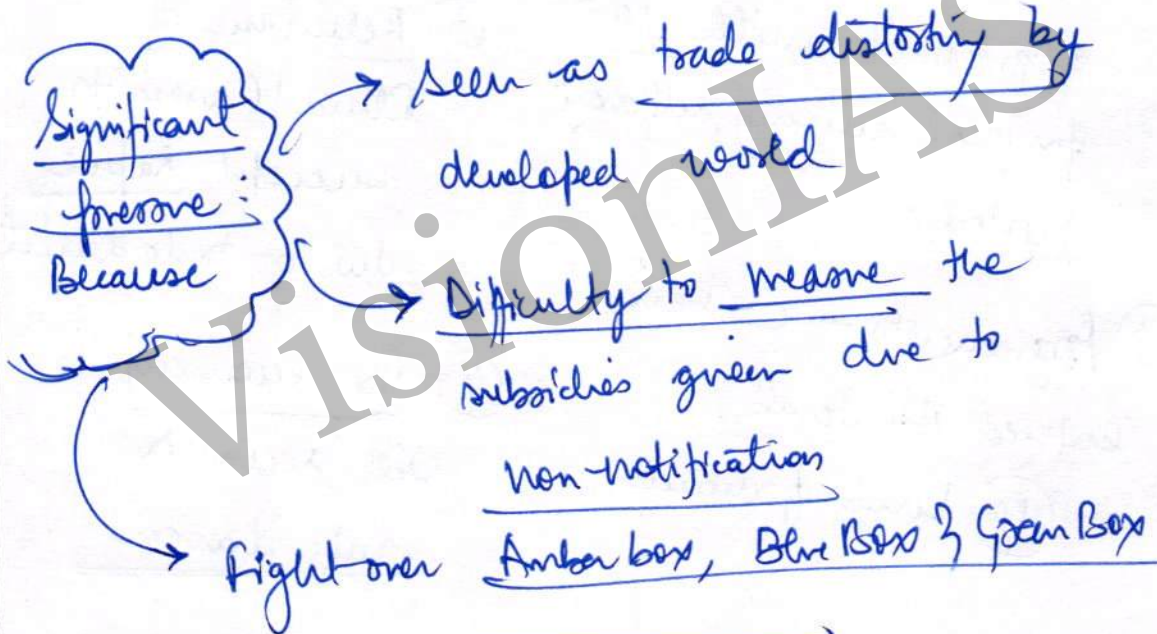 Significant
pressure:
Because
→ seen as trade distorting by
developed world
→ Difficulty to measure the
subsidies given due to
non-notification
→ Fight over Amber box, Blue Box & Green Box
VisionIAS